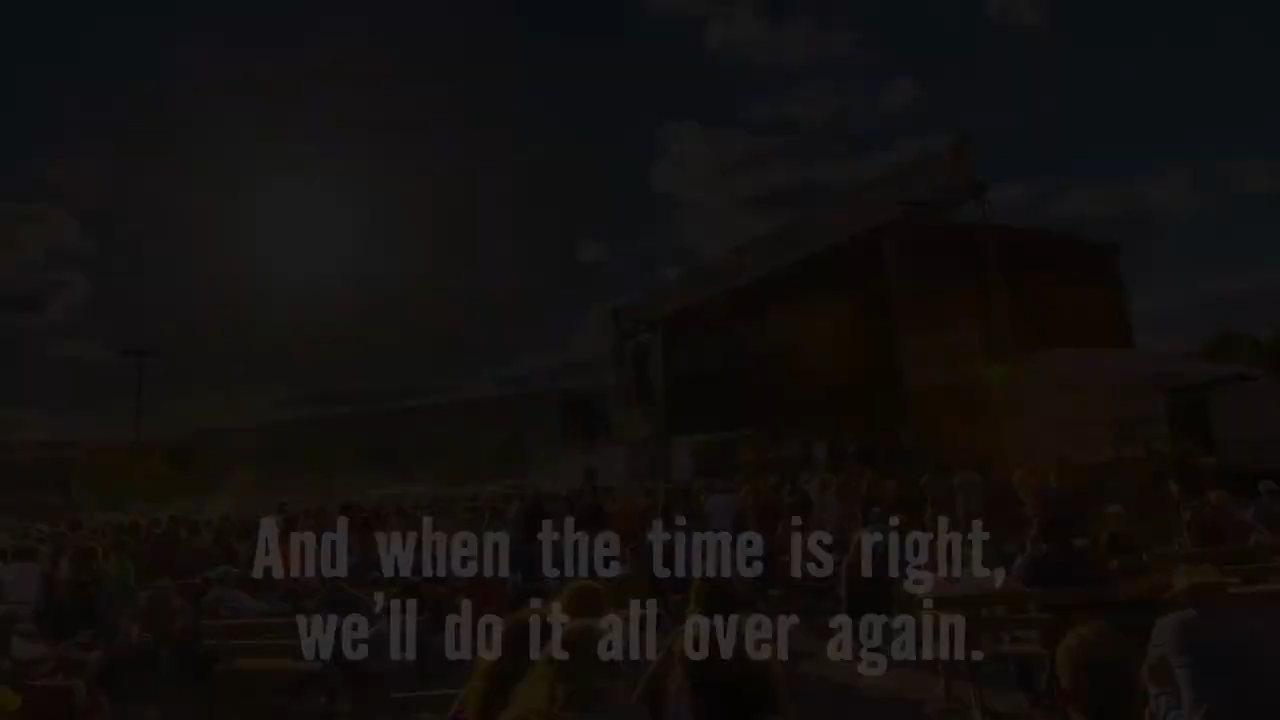 And when the time is right,
we'll do it all over again.